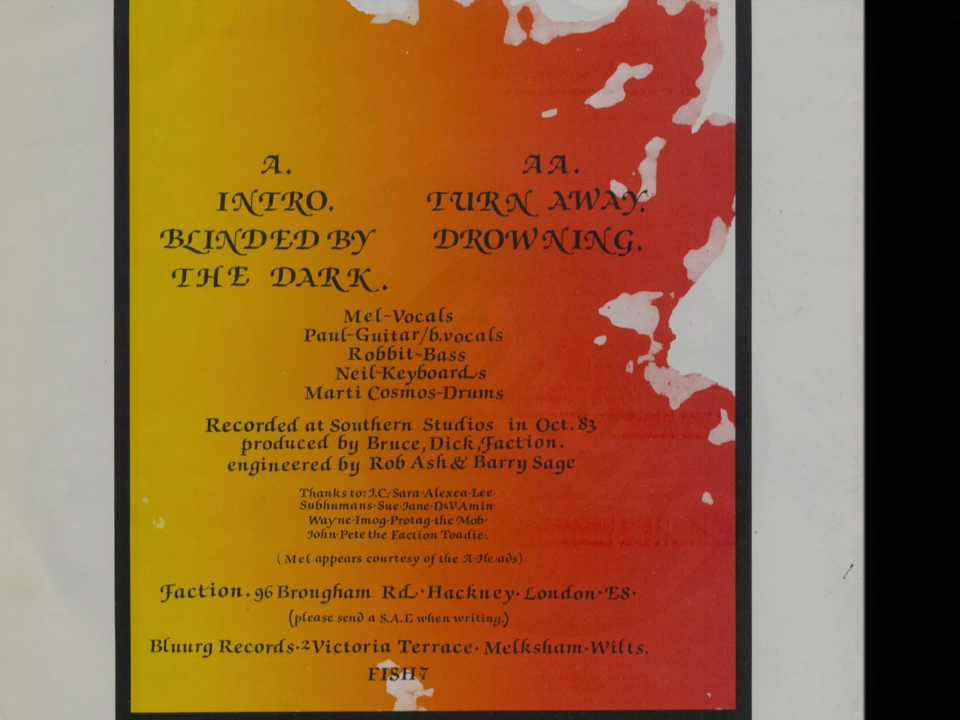 A.
INTRO.
BLINDED BY
THE DARK.
AA.
TURN AWAY.
DROWNING.
Mel~Vocals
Paul~Guitar/b.vocals
Robbit~Bass
Neil~Keyboards
Marti Cosmos~Drums
Recorded at Southern Studios in Oct.'83
produced by Bruce, Dick, Faction.
engineered by Rob Ash & Barry Sage
Thanks to: J.C.·Sara·Alexea·Lee·
Subhumans·Sue·Jane·D&V·Amin·
Wayne·Imog·Protag·the Mob·
John·Pete the Faction Toadie·.
(Mel appears courtesy of the A-Heads)
Faction. 96 Brougham Rd.·Hackney·London·E8·
(please send a S.A.E when writing.)
Bluurg Records·2 Victoria Terrace·Melksham·Wilts.
FISH·7